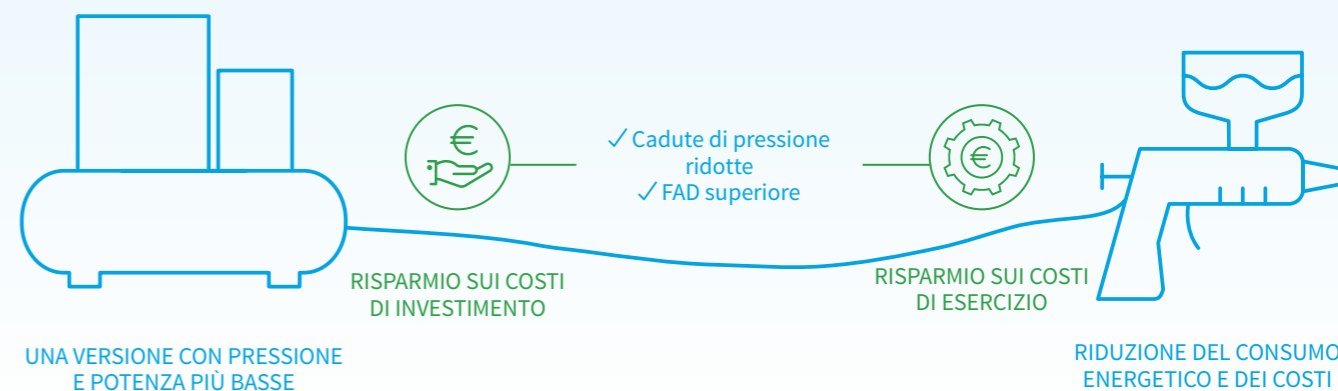 ✓ Cadute di pressione
ridotte
✓ FAD superiore
RISPARMIO SUI COSTI
DI INVESTIMENTO
RISPARMIO SUI COSTI
DI ESERCIZIO
UNA VERSIONE CON PRESSIONE
E POTENZA PIÙ BASSE
RIDUZIONE DEL CONSUMO
ENERGETICO E DEI COSTI